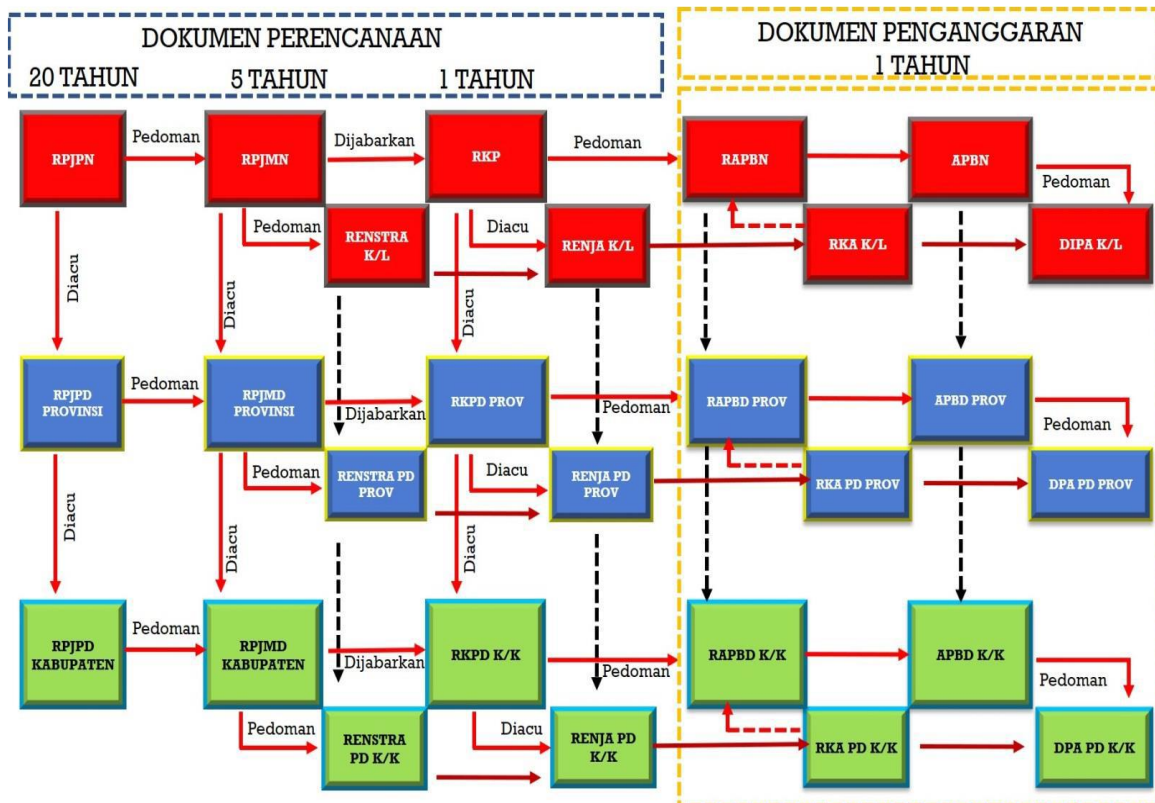 DOKUMEN PERENCANAAN
20 TAHUN
5 TAHUN
1 TAHUN
DOKUMEN PENGANGGARAN
1 TAHUN
RPJPN
Pedoman
RPJMN
Dijabarkan
RKP
Pedoman
RAPBN
APBN
Pedoman
Pedoman
RENSTRA
K/L
Diacu
RENJA K/L
RKA K/L
DIPA K/L
Diacu
Diacu
Diacu
RPJPD
PROVINSI
Pedoman
RPJMD
PROVINSI
Dijabarkan
RKPD PROV
Pedoman
RAPBD PROV
APBD PROV
Pedoman
Pedoman
RENSTRA PD
PROV
Diacu
RENJA PD
PROV
RKA PD PROV
DPA PD PROV
Diacu
Diacu
Diacu
RPJPD
KABUPATEN
Pedoman
RPJMD
KABUPATEN
Dijabarkan
RKPD K/K
Pedoman
RAPBD K/K
APBD K/K
Pedoman
Pedoman
RENSTRA
PD K/K
Diacu
RENJA PD
K/K
RKA PD K/K
DPA PD K/K